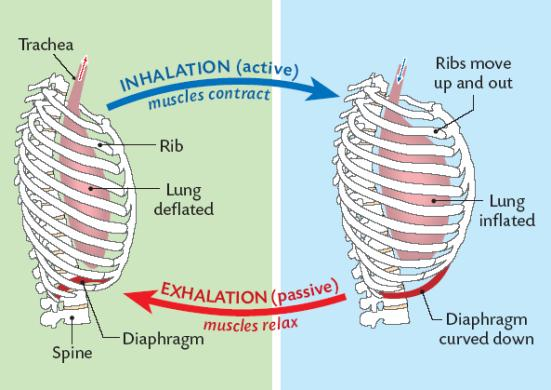 Trachea
INHALATION (active)
muscles contract
Ribs move
up and out
Rib
Lung
deflated
Lung
inflated
EXHALATION (passive)
muscles relax
Diaphragm
Spine
Diaphragm
curved down